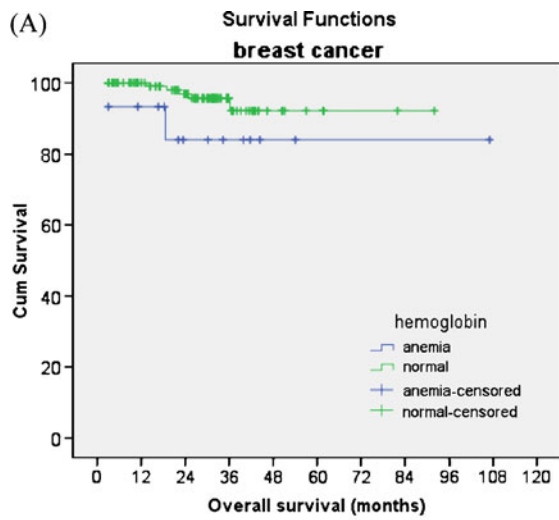 (A)
Survival Functions
breast cancer
100
80
60
40
20
0
Cum Survival
hemoglobin
anemia
normal
anemia-censored
normal-censored
0 12 24 36 48 60 72 84 96 108 120
Overall survival (months)